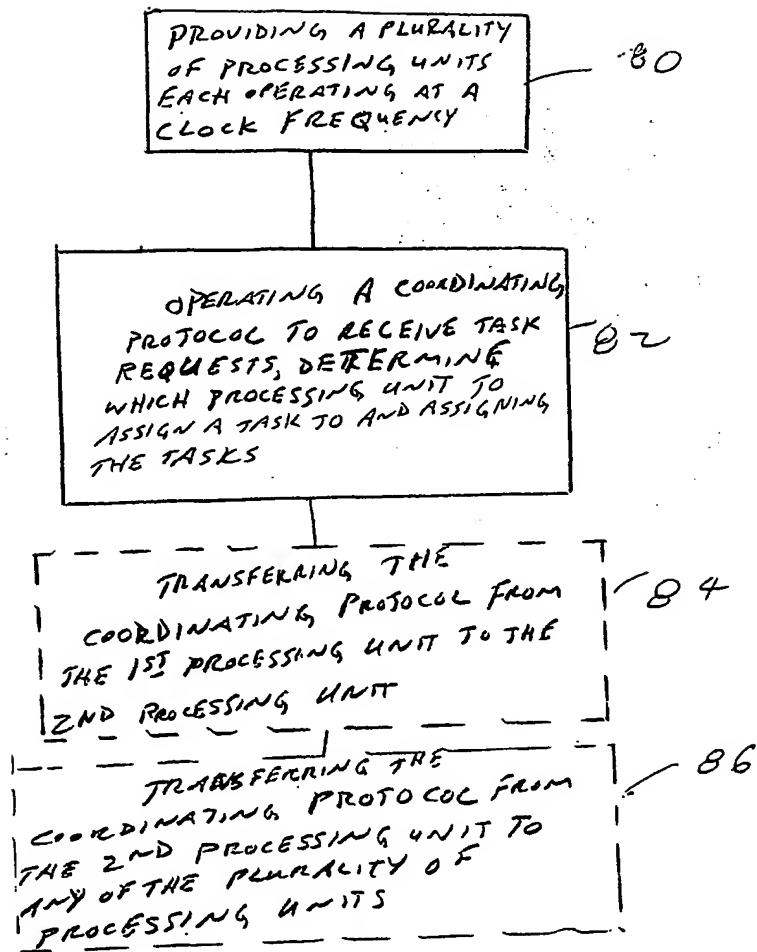 PROVIDING A PLURALITY
OF PROCESSING UNITS
EACH OPERATING AT A
CLOCK FREQUENCY
80
OPERATING A COORDINATING
PROTOCOL TO RECEIVE TASK
REQUESTS, DETERMINE
WHICH PROCESSING UNIT TO
ASSIGN A TASK TO AND ASSIGNING
THE TASKS
82
TRANSFERRING THE
COORDINATING PROTOCOL FROM
THE 1ST PROCESSING UNIT TO THE
2ND PROCESSING UNIT
84
TRANSFERRING THE
COORDINATING PROTOCOL FROM
THE 2ND PROCESSING UNIT TO
ANY OF THE PLURALITY OF
PROCESSING UNITS
86